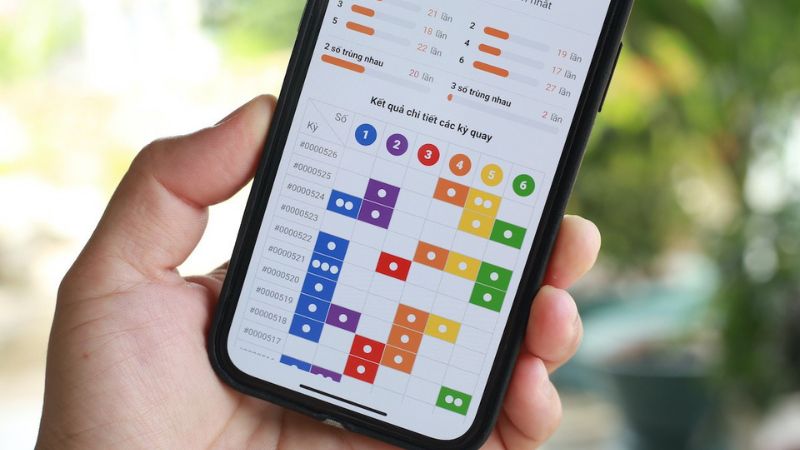 nhất
3 21 lần 2 19 lần
5 18 lần 4 17 lần
22 lần 6 27 lần
2 số trùng nhau 20 lần 3 số trùng nhau 2 lần
Kết quả chi tiết các kỳ quay
Kỳ Số 1 2 3 4 5 6
#0000526
#0000525
#0000524
#0000523
#0000522
#0000521
#0000520
#0000519
#0000518
#0000517